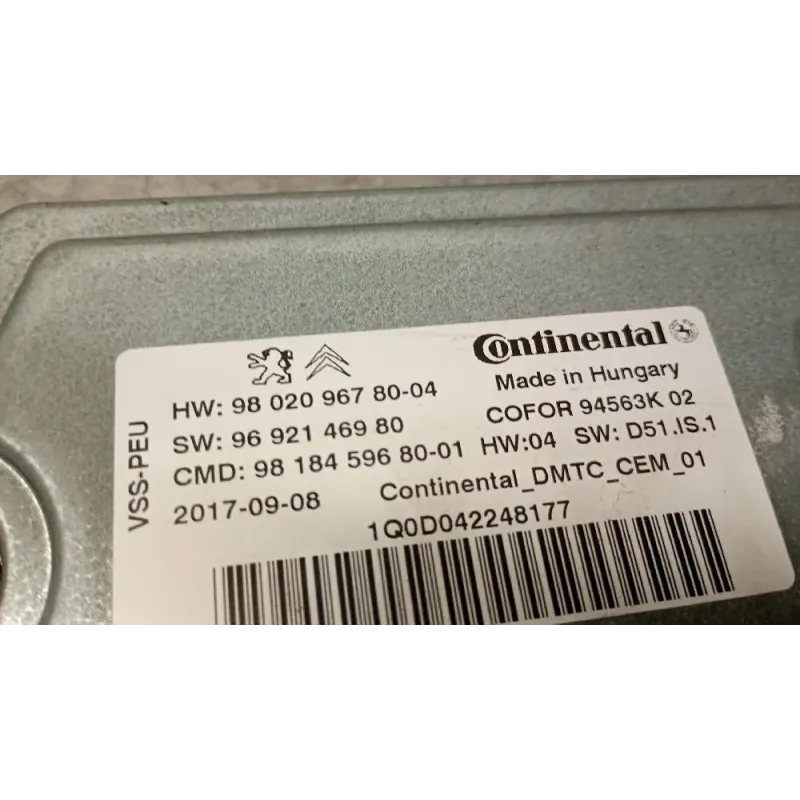 Continental
Made in Hungary
HW: 98 020 967 80-04
COFOR 94563K 02
SW: 96 921 469 80
CMD: 98 184 596 80-01 HW:04 SW: D51.IS.1
2017-09-08 Continental_DMTC_CEM_01
1Q0D042248177
VSS-PEU